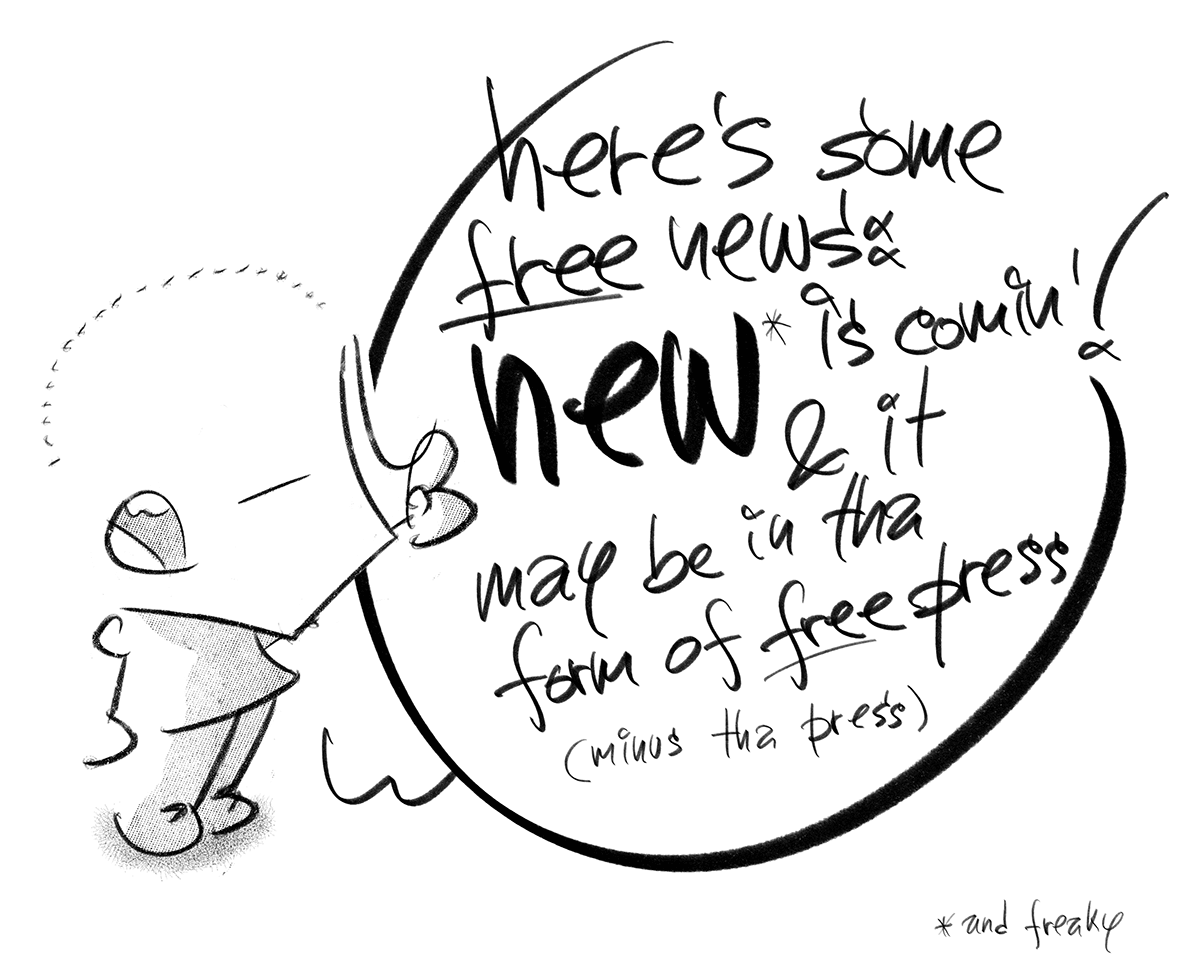 here's some
free news:
new* is comin'!
& it
may be in tha
form of free press
(minus tha press)
*and freaky